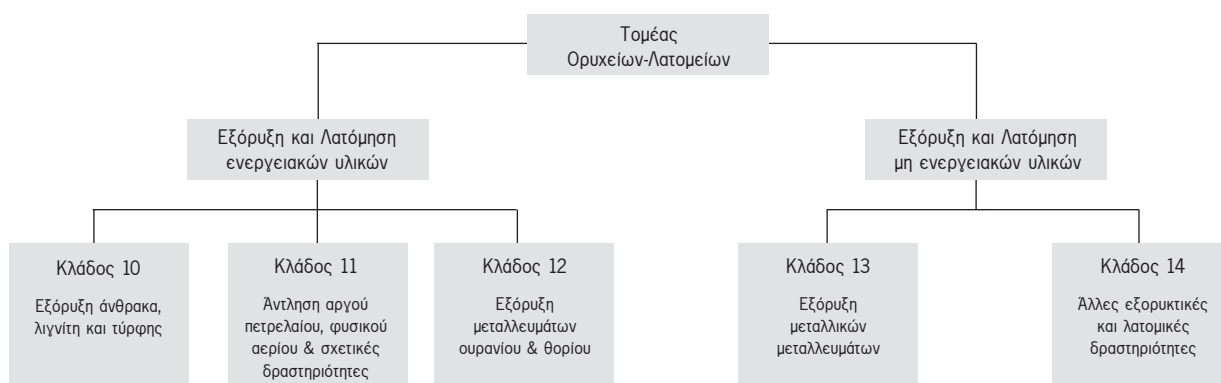 Τομέας
Ορυχείων-Λατομείων
Εξόρυξη και Λατόμηση
ενεργειακών υλικών
Εξόρυξη και Λατόμηση
μη ενεργειακών υλικών
Κλάδος 10
Εξόρυξη άνθρακα,
λιγνίτη και τύρφης
Κλάδος 11
Άντληση αργού
πετρελαίου, φυσικού
αερίου & σχετικές
δραστηριότητες
Κλάδος 12
Εξόρυξη
μεταλλευμάτων
ουρανίου & θορίου
Κλάδος 13
Εξόρυξη
μεταλλικών
μεταλλευμάτων
Κλάδος 14
Άλλες εξορυκτικές
και λατομικές
δραστηριότητες